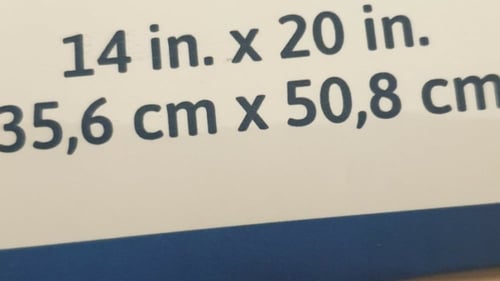 14 in. x 20 in.
35,6 cm x 50,8 cm